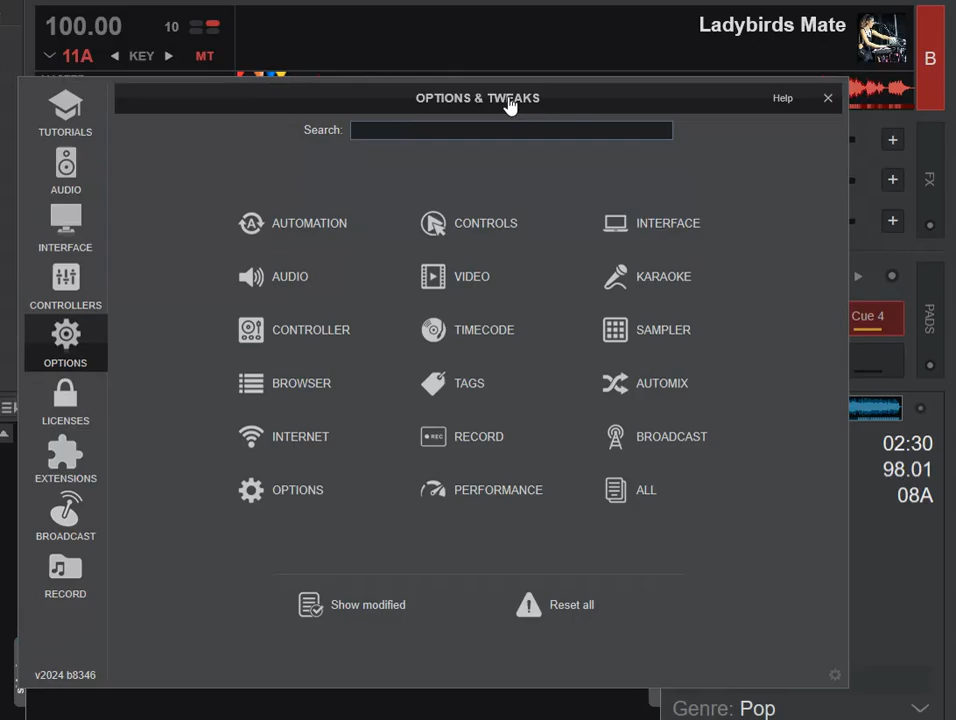 100.00 10
11A KEY MT
Ladybirds Mate
B
OPTIONS & TWEAKS Help
Search:
TUTORIALS
AUDIO
INTERFACE
CONTROLLERS
OPTIONS
LICENSES
EXTENSIONS
BROADCAST
RECORD
v2024 b8346
AUTOMATION CONTROLS INTERFACE
AUDIO VIDEO KARAOKE
CONTROLLER TIMECODE SAMPLER
BROWSER TAGS AUTOMIX
INTERNET REC RECORD BROADCAST
OPTIONS PERFORMANCE ALL
Show modified Reset all
FX
PADS
Cue 4
02:30
98.01
08A
Genre: Pop